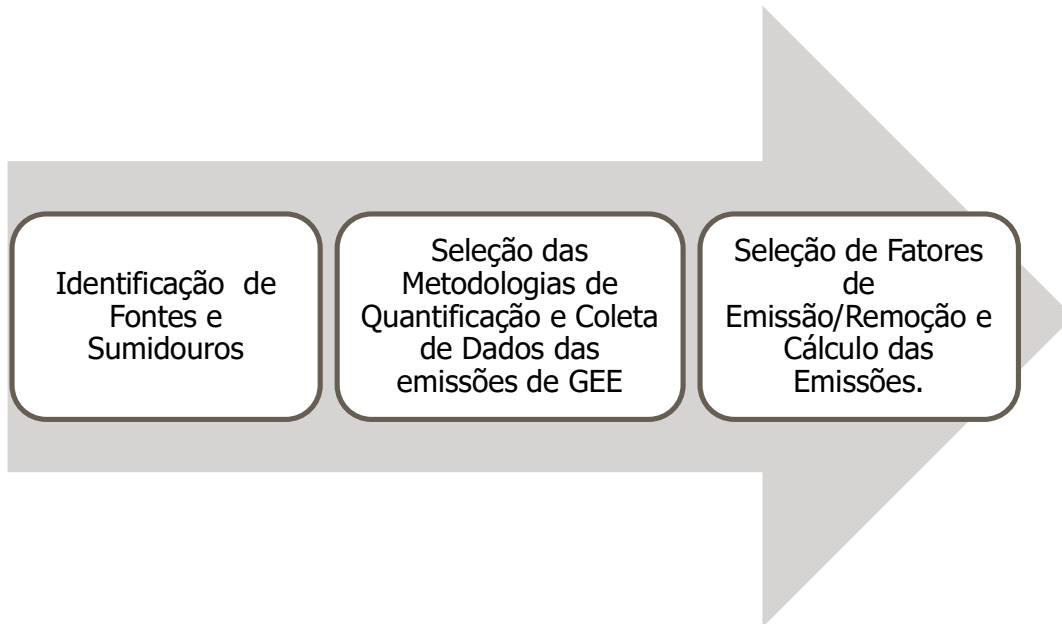 Identificação de
Fontes e
Sumidouros
Seleção das
Metodologias de
Quantificação e Coleta
de Dados das
emissões de GEE
Seleção de Fatores
de
Emissão/Remoção e
Cálculo das
Emissões.